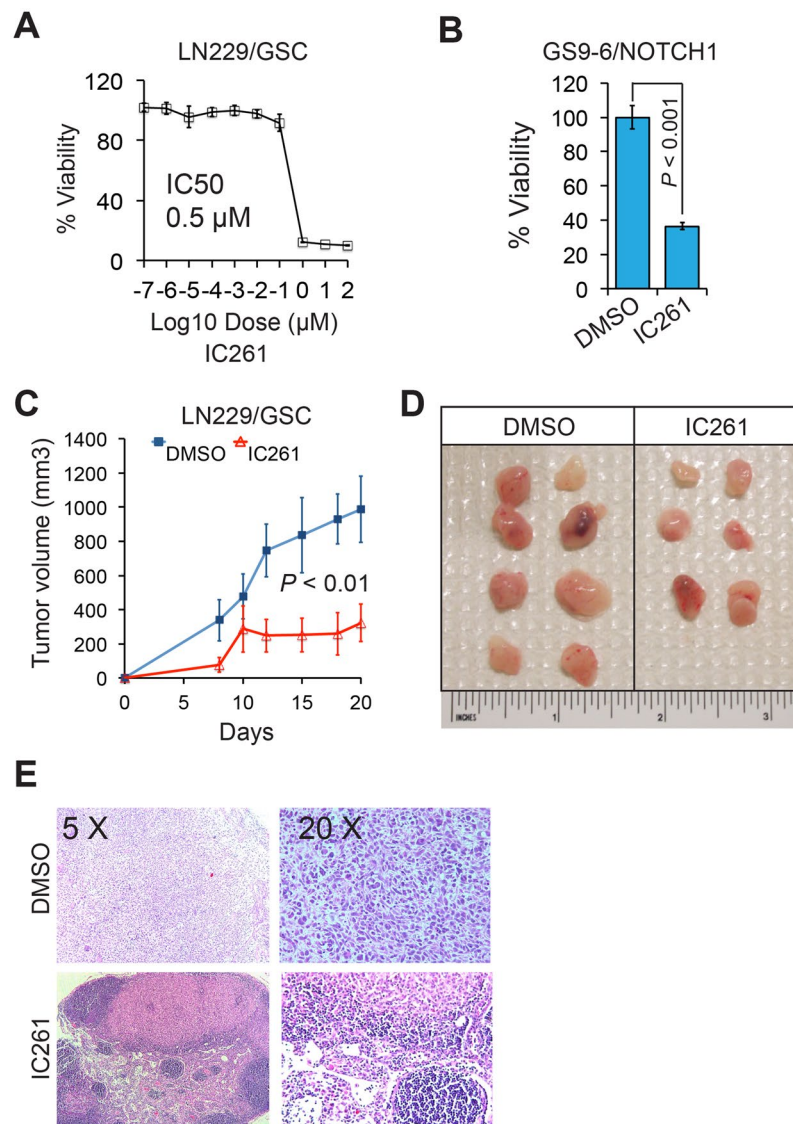 A
LN229/GSC
120
80
40
0
% Viability
IC50
0.5 µM
-7 -6 -5 -4 -3 -2 -1 0 1 2
Log10 Dose (µM)
IC261
B
GS9-6/NOTCH1
120
100
80
60
40
20
0
% Viability
P < 0.001
DMSO
IC261
C
LN229/GSC
DMSO
IC261
1400
1200
1000
800
600
400
200
0
Tumor volume (mm3)
P < 0.01
0 5 10 15 20
Days
D
DMSO
IC261
INCHES 1 2 3
E
5 X
20 X
DMSO
IC261